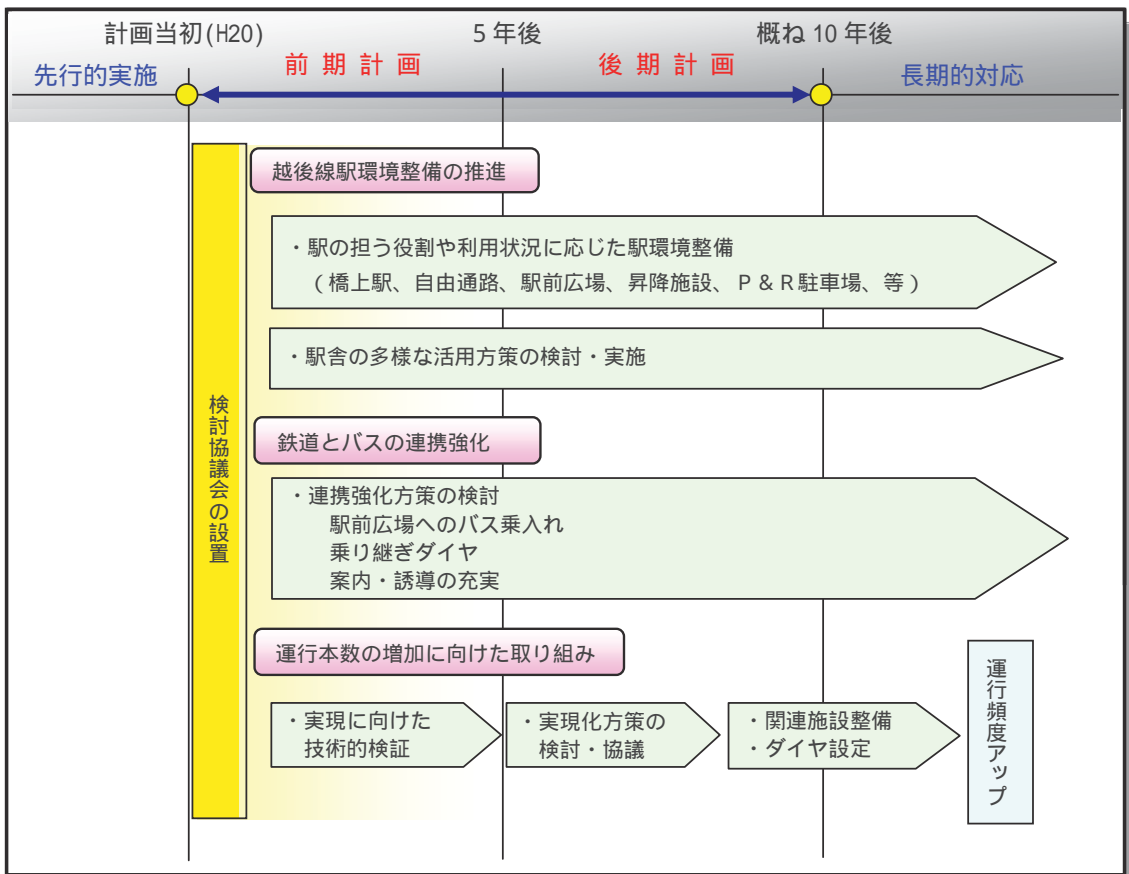 計画当初(H20)
5年後
概ね10年後
先行的実施
前期計画
後期計画
長期的対応
検討協議会の設置
越後線駅環境整備の推進
・駅の担う役割や利用状況に応じた駅環境整備
(橋上駅、自由通路、駅前広場、昇降施設、P&R駐車場、等)
・駅舎の多様な活用方策の検討・実施
鉄道とバスの連携強化
・連携強化方策の検討
駅前広場へのバス乗入れ
乗り継ぎダイヤ
案内・誘導の充実
運行本数の増加に向けた取り組み
・実現に向けた
技術的検証
・実現化方策の
検討・協議
・関連施設整備
・ダイヤ設定
運行頻度アップ